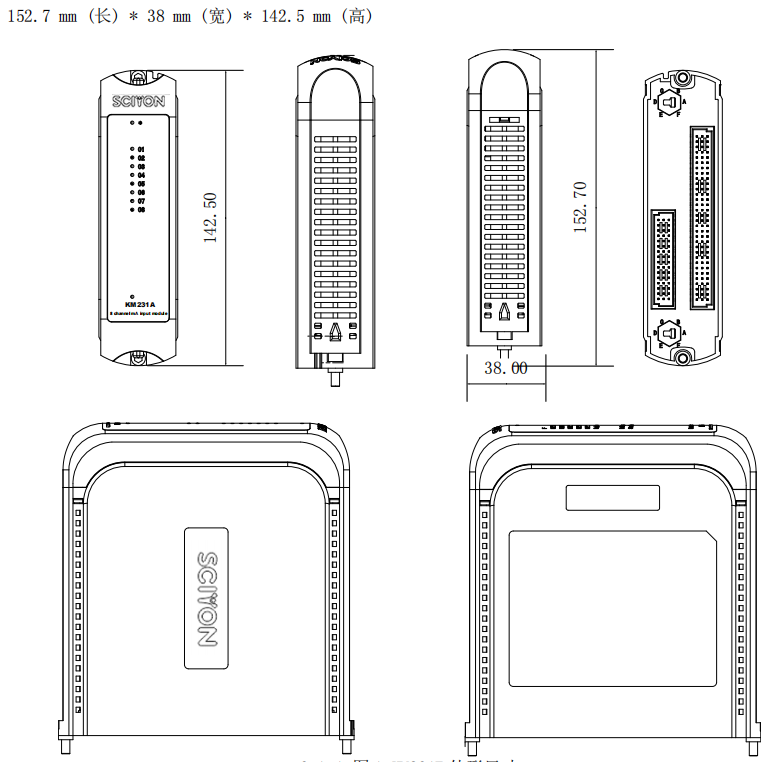 152.7 mm (长) * 38 mm (宽) * 142.5 mm (高)
SCIYON
01
02
03
04
05
06
07
08
KM231A
8 channel mA input module
142.50
152.70
38.00
G B
D A
E F
G B
D A
E F
SCIYON